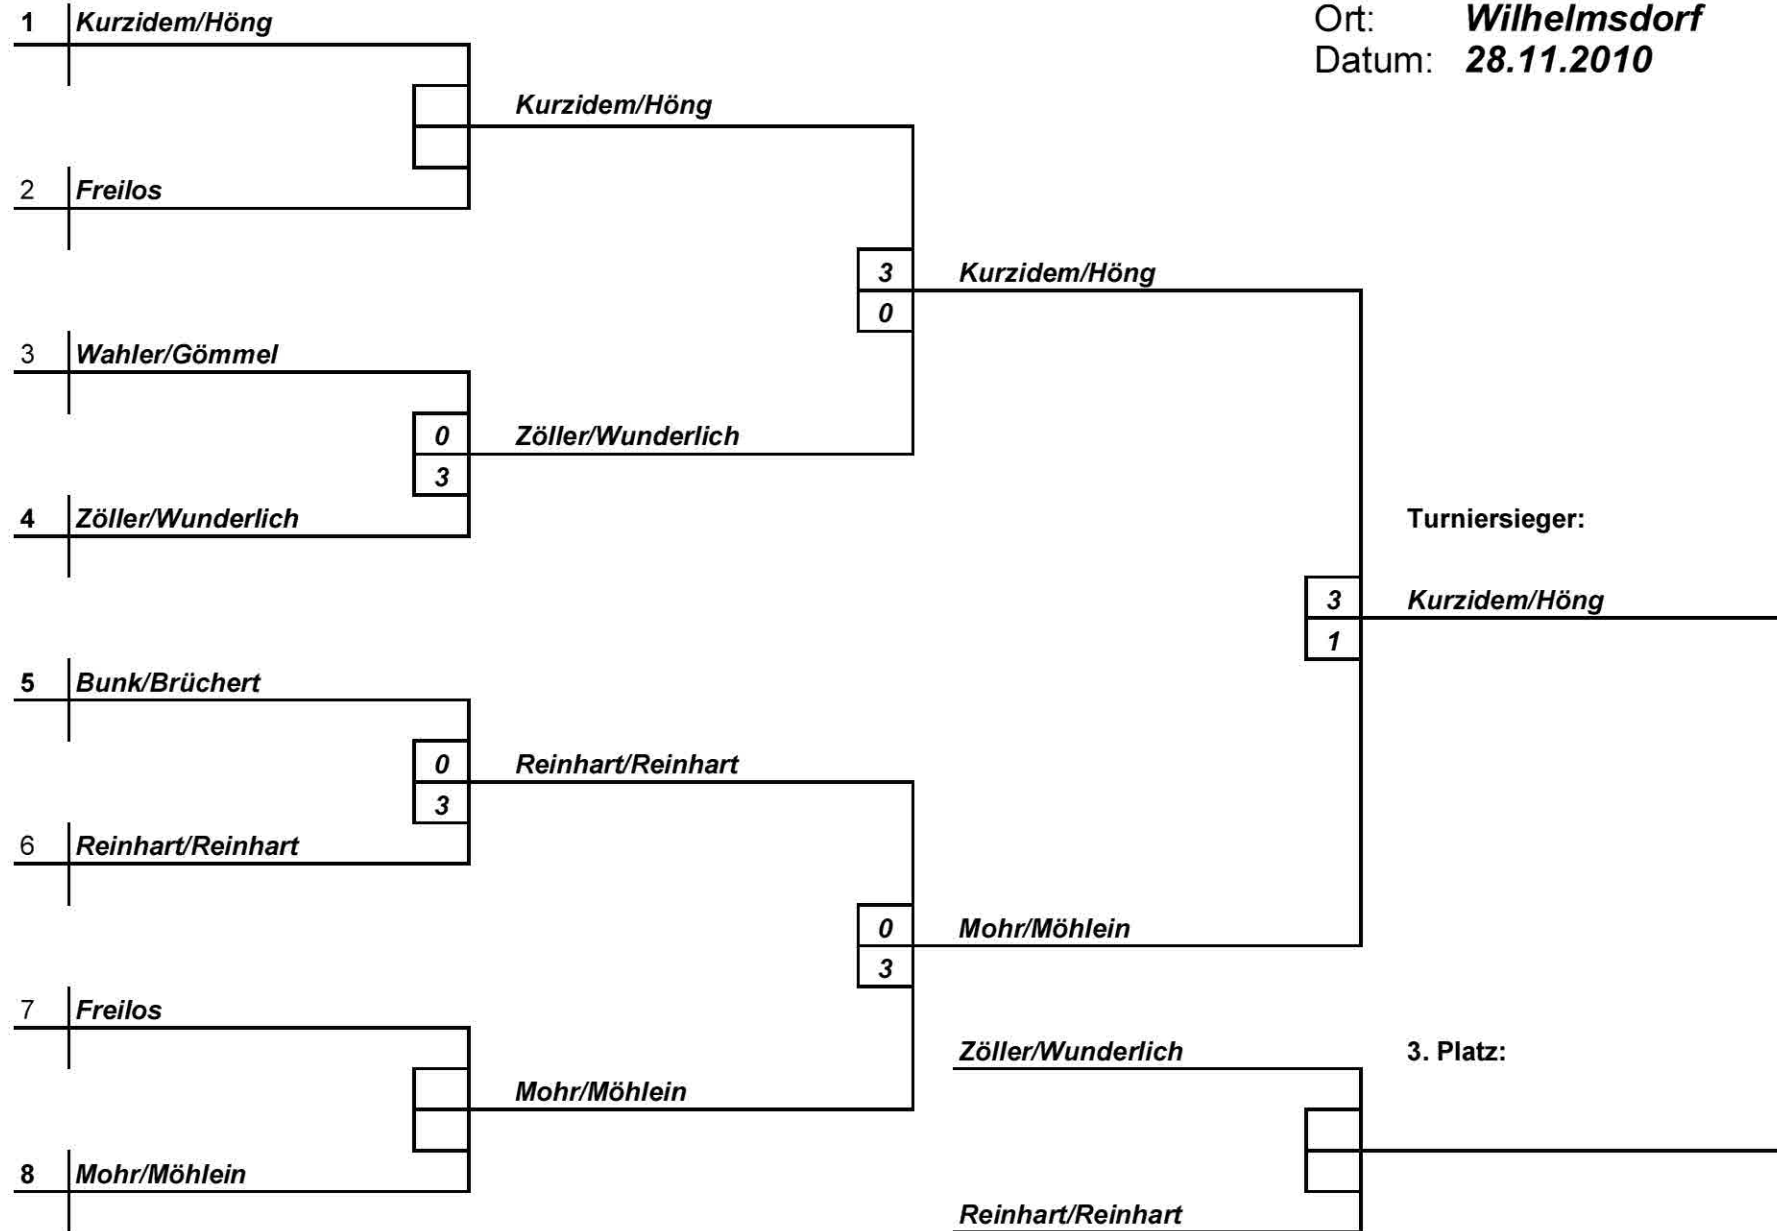 1 Kurzidem/Höng
Ort: Wilhelmsdorf
Datum: 28.11.2010
Kurzidem/Höng
2 Freilos
3 Kurzidem/Höng
0
3 Wahler/Gömmel
0 Zöller/Wunderlich
3
4 Zöller/Wunderlich
Turniersieger:
3 Kurzidem/Höng
1
5 Bunk/Brüchert
0 Reinhart/Reinhart
3
6 Reinhart/Reinhart
0 Mohr/Möhlein
3
7 Freilos
Zöller/Wunderlich
3. Platz:
Mohr/Möhlein
8 Mohr/Möhlein
Reinhart/Reinhart